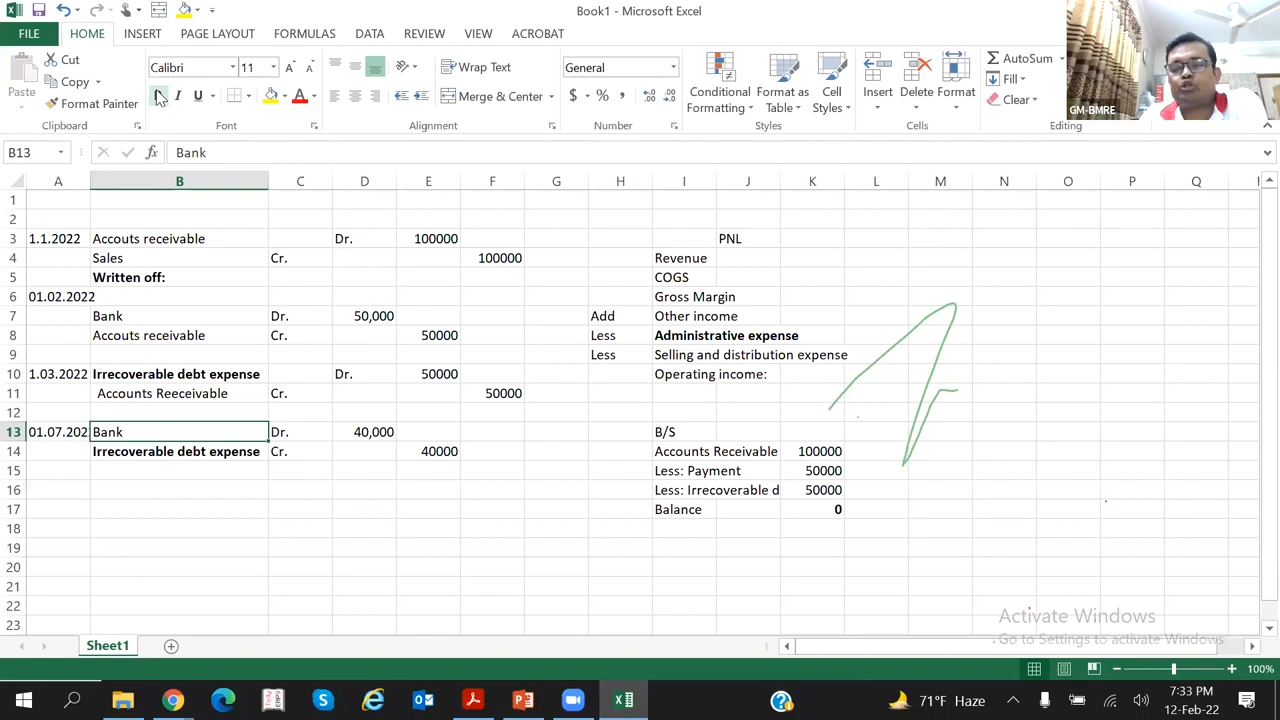 Book1 - Microsoft Excel
FILE HOME INSERT PAGE LAYOUT FORMULAS DATA REVIEW VIEW ACROBAT
Paste
Cut
Copy
Format Painter
Clipboard
Calibri 11
I U
Font
Wrap Text
Merge & Center
Alignment
General
$ %
Number
Conditional Formatting
Format as Table
Cell Styles
Styles
Insert Delete Format
Cells
AutoSum
Fill
Clear
Editing
GM-BMRE
B13 fx Bank
A B C D E F G H I J K L M N O P Q
1
2
3 1.1.2022 Accouts receivable Dr. 100000 PNL
4 Sales Cr. 100000 Revenue
5 Written off: COGS
6 01.02.2022 Gross Margin
7 Bank Dr. 50,000 Add Other income
8 Accouts receivable Cr. 50000 Less Administrative expense
9 Less Selling and distribution expense
10 1.03.2022 Irrecoverable debt expense Dr. 50000 Operating income:
11 Accounts Reeceivable Cr. 50000
12
13 01.07.202 Bank Dr. 40,000 B/S
14 Irrecoverable debt expense Cr. 40000 Accounts Receivable 100000
15 Less: Payment 50000
16 Less: Irrecoverable d 50000
17 Balance 0
18
19
20
21
22
23
Activate Windows
Go to Settings to activate Windows.
Sheet1
100%
71°F Haze
7:33 PM
12-Feb-22